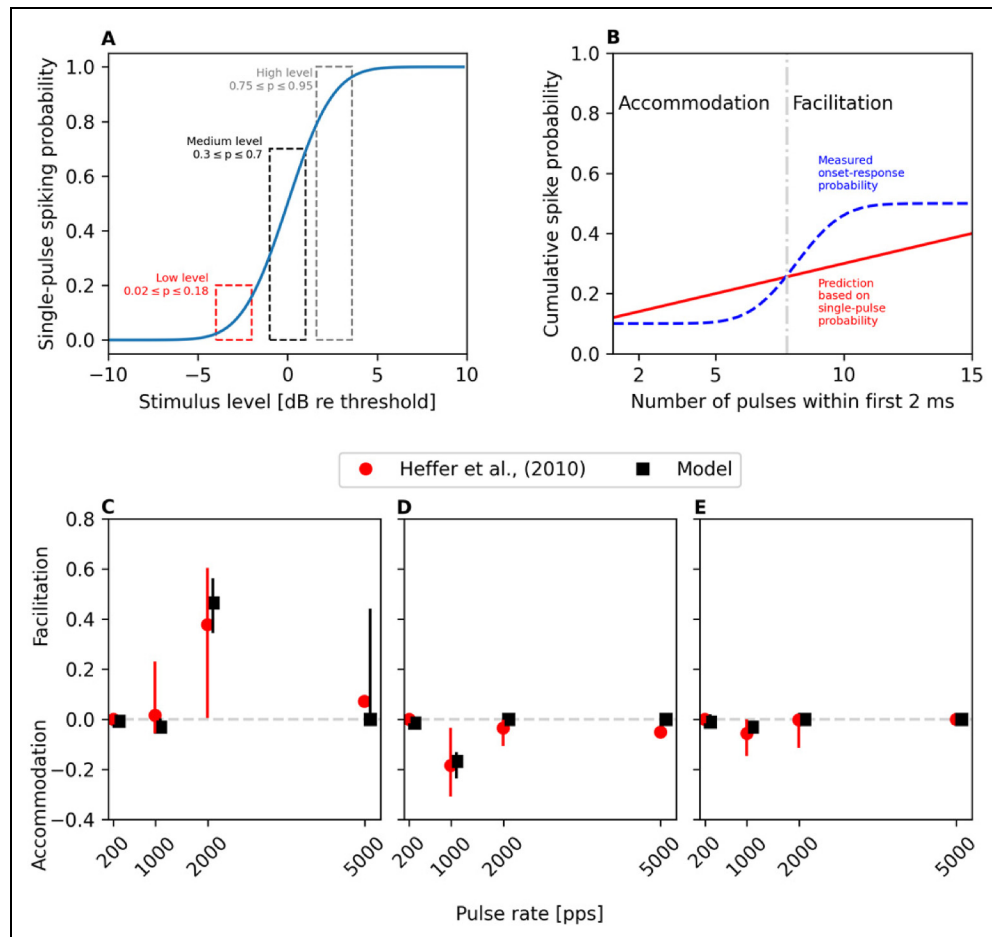 A
High level
0.75 ≤ p ≤ 0.95
Medium level
0.3 ≤ p ≤ 0.7
Low level
0.02 ≤ p ≤ 0.18
Single-pulse spiking probability
1.0
0.8
0.6
0.4
0.2
0.0
−10
−5
0
5
10
Stimulus level [dB re threshold]
B
Accommodation
Facilitation
Measured
onset-response
probability
Prediction
based on
single-pulse
probability
Cumulative spike probability
1.0
0.8
0.6
0.4
0.2
0.0
2
5
10
15
Number of pulses within first 2 ms
Heffer et al., (2010)
Model
C
D
E
Facilitation
Accommodation
0.8
0.6
0.4
0.2
0.0
−0.2
−0.4
200
1000
2000
5000
200
1000
2000
5000
200
1000
2000
5000
Pulse rate [pps]